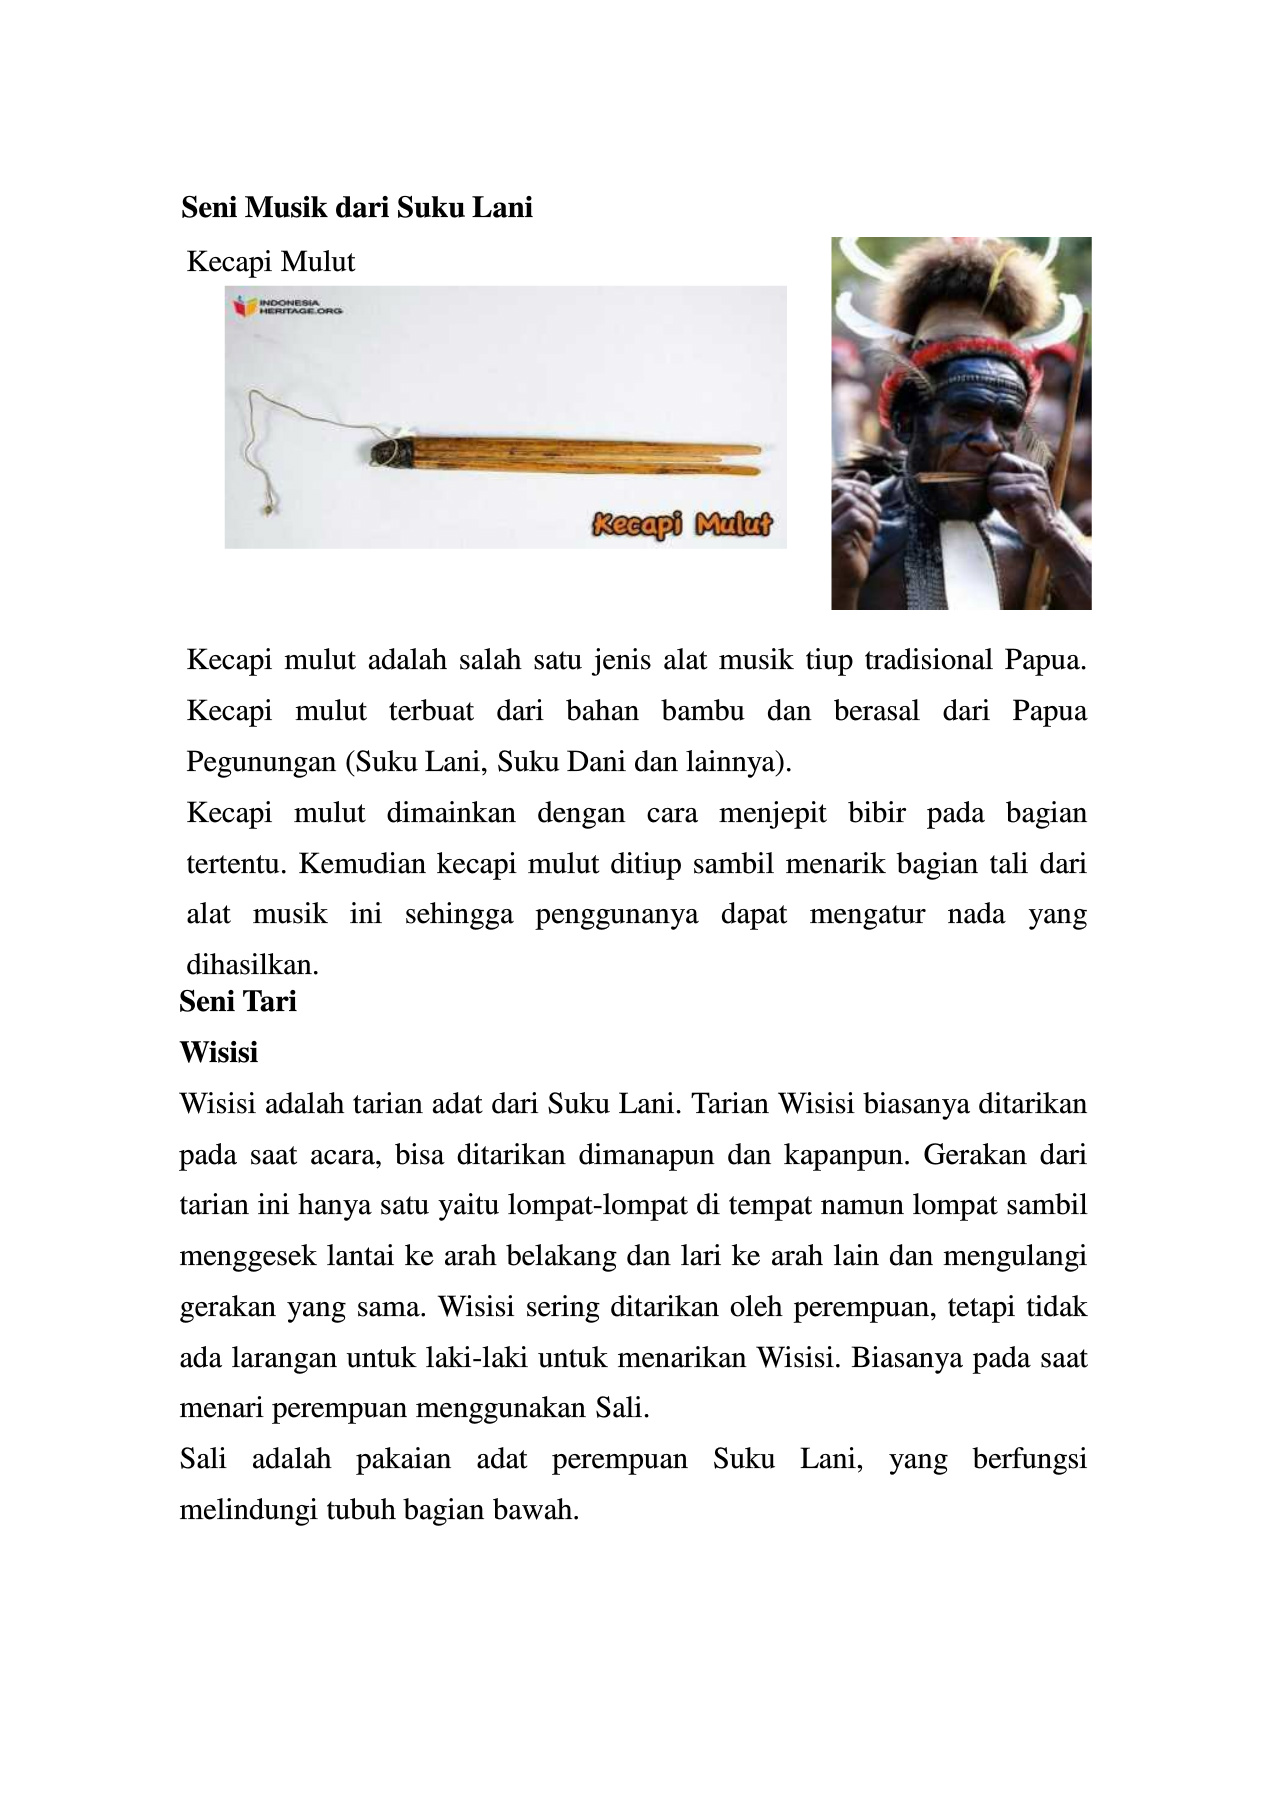 Seni Musik dari Suku Lani
Kecapi Mulut
INDONESIA
HERITAGE.ORG
Kecapi Mulut
Kecapi mulut adalah salah satu jenis alat musik tiup tradisional Papua.
Kecapi mulut terbuat dari bahan bambu dan berasal dari Papua
Pegunungan (Suku Lani, Suku Dani dan lainnya).
Kecapi mulut dimainkan dengan cara menjepit bibir pada bagian
tertentu. Kemudian kecapi mulut ditiup sambil menarik bagian tali dari
alat musik ini sehingga penggunanya dapat mengatur nada yang
dihasilkan.
Seni Tari
Wisisi
Wisisi adalah tarian adat dari Suku Lani. Tarian Wisisi biasanya ditarikan
pada saat acara, bisa ditarikan dimanapun dan kapanpun. Gerakan dari
tarian ini hanya satu yaitu lompat-lompat di tempat namun lompat sambil
menggesek lantai ke arah belakang dan lari ke arah lain dan mengulangi
gerakan yang sama. Wisisi sering ditarikan oleh perempuan, tetapi tidak
ada larangan untuk laki-laki untuk menarikan Wisisi. Biasanya pada saat
menari perempuan menggunakan Sali.
Sali adalah pakaian adat perempuan Suku Lani, yang berfungsi
melindungi tubuh bagian bawah.